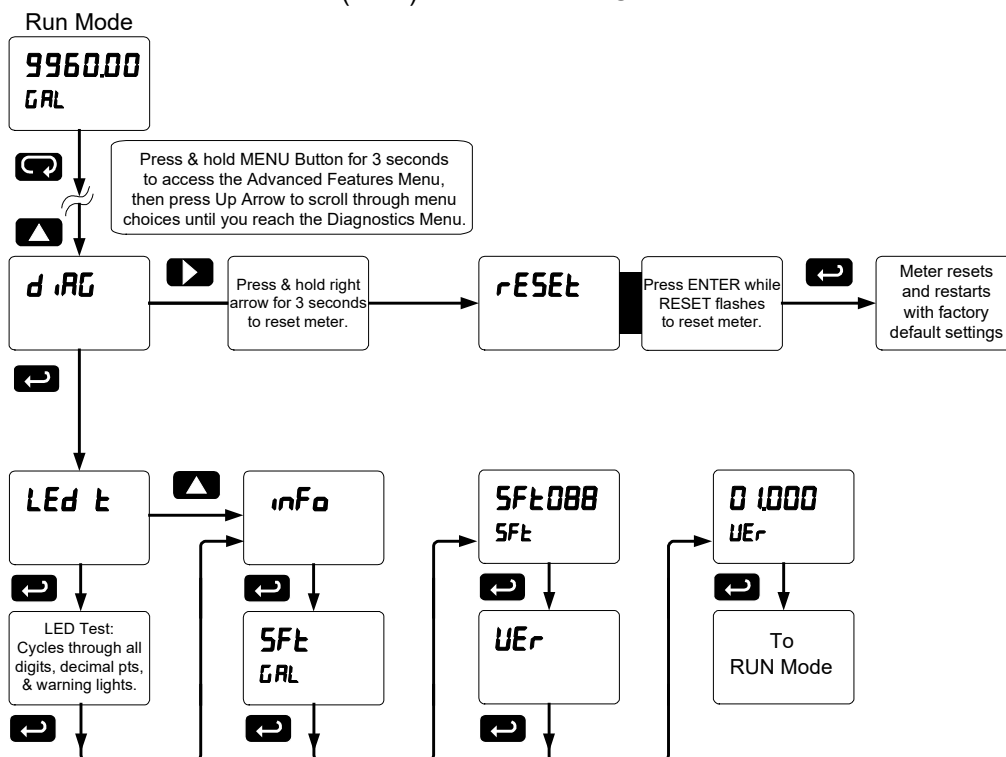 Run Mode
9960.00
GAL
Press & hold MENU Button for 3 seconds
to access the Advanced Features Menu,
then press Up Arrow to scroll through menu
choices until you reach the Diagnostics Menu.
diAG
Press & hold right
arrow for 3 seconds
to reset meter.
rESEt
Press ENTER while
RESET flashes
to reset meter.
Meter resets
and restarts
with factory
default settings
LEd t
inFo
SFt088
SFt
01.000
VEr
LED Test:
Cycles through all
digits, decimal pts,
& warning lights.
SFt
GAL
VEr
To
RUN Mode